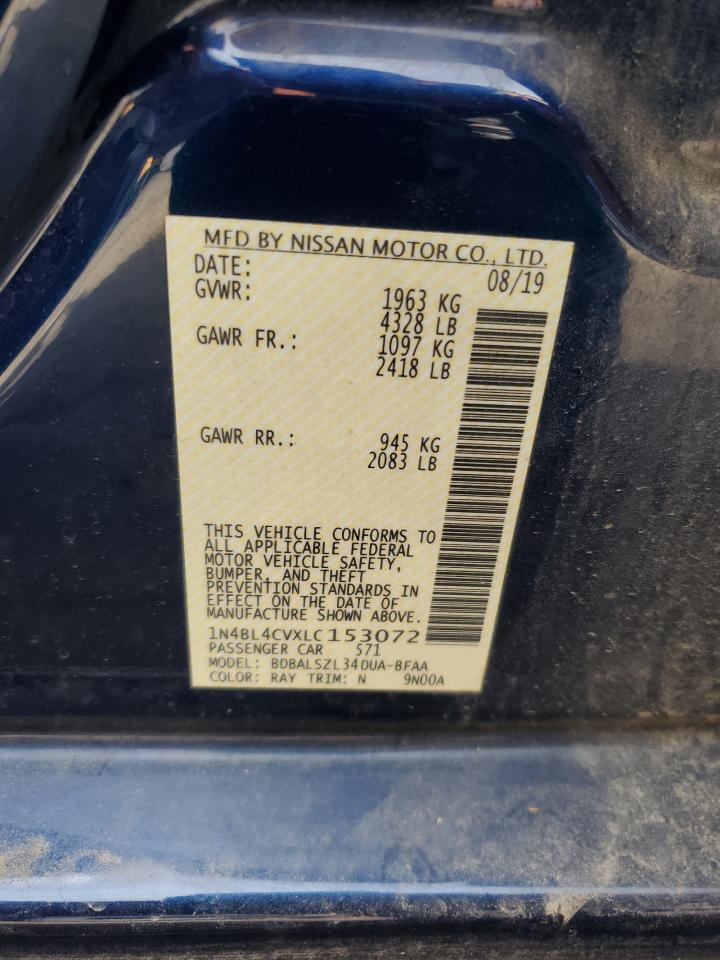 MFD BY NISSAN MOTOR CO., LTD.
DATE: 08/19
GVWR: 1963 KG
4328 LB
GAWR FR.: 1097 KG
2418 LB
GAWR RR.: 945 KG
2083 LB
THIS VEHICLE CONFORMS TO
ALL APPLICABLE FEDERAL
MOTOR VEHICLE SAFETY,
BUMPER, AND THEFT
PREVENTION STANDARDS IN
EFFECT ON THE DATE OF
MANUFACTURE SHOWN ABOVE.
1N4BL4CVXLC153072
PASSENGER CAR 571
MODEL: BDBALSZL34DUA-BFAA
COLOR: RAY TRIM: N 9N00A